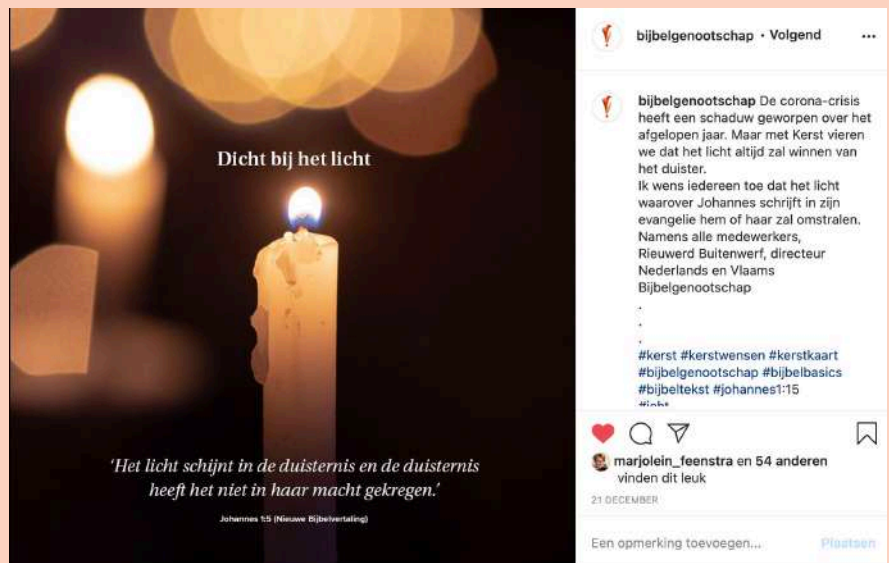 Dicht bij het licht
'Het licht schijnt in de duisternis en de duisternis
heeft het niet in haar macht gekregen.'
Johannes 1:5 (Nieuwe Bijbelvertaling)
bijbelgenootschap • Volgend
bijbelgenootschap De corona-crisis
heeft een schaduw geworpen over het
afgelopen jaar. Maar met Kerst vieren
we dat het licht altijd zal winnen van
het duister.
Ik wens iedereen toe dat het licht
waarover Johannes schrijft in zijn
evangelie hem of haar zal omstralen.
Namens alle medewerkers,
Rieuwerd Buitenwerf, directeur
Nederlands en Vlaams
Bijbelgenootschap
.
.
.
#kerst #kerstwensen #kerstkaart
#bijbelgenootschap #bijbelbasics
#bijbeltekst #johannes1:15
marjolein_feenstra en 54 anderen
vinden dit leuk
21 DECEMBER
Een opmerking toevoegen...
Plaatsen